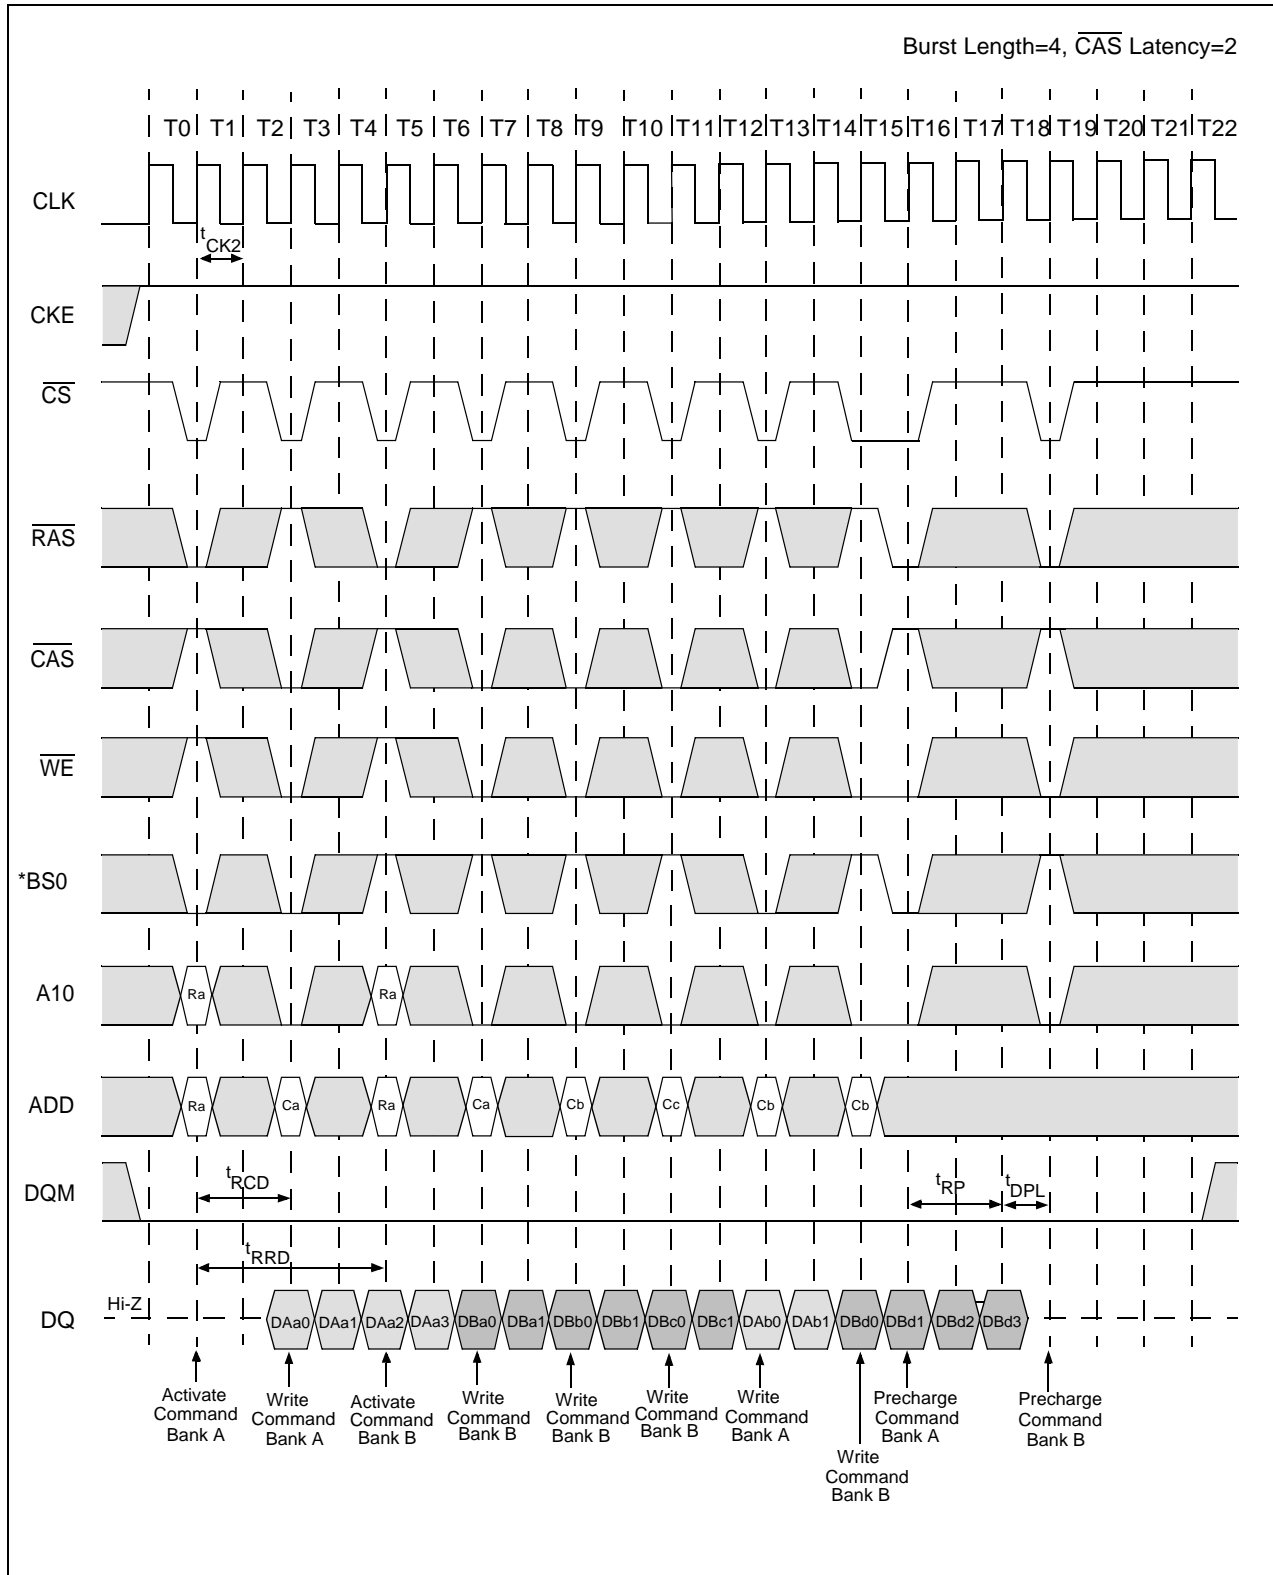 Burst Length=4, CAS Latency=2
T0 T1 T2 T3 T4 T5 T6 T7 T8 T9 T10 T11 T12 T13 T14 T15 T16 T17 T18 T19 T20 T21 T22
CLK
tCK2
CKE
CS
RAS
CAS
WE
*BS0
A10
Ra Ra
ADD
Ra Ca Ra Ca Cb Cc Cb Cb
DQM
tRCD
tRP
tDPL
tRRD
DQ
Hi-Z
DAa0 DAa1 DAa2 DAa3 DBa0 DBa1 DBb0 DBb1 DBc0 DBc1 DAb0 DAb1 DBd0 DBd1 DBd2 DBd3
Activate
Command
Bank A
Write
Command
Bank A
Activate
Command
Bank B
Write
Command
Bank B
Write
Command
Bank B
Write
Command
Bank B
Write
Command
Bank A
Write
Command
Bank B
Precharge
Command
Bank A
Precharge
Command
Bank B